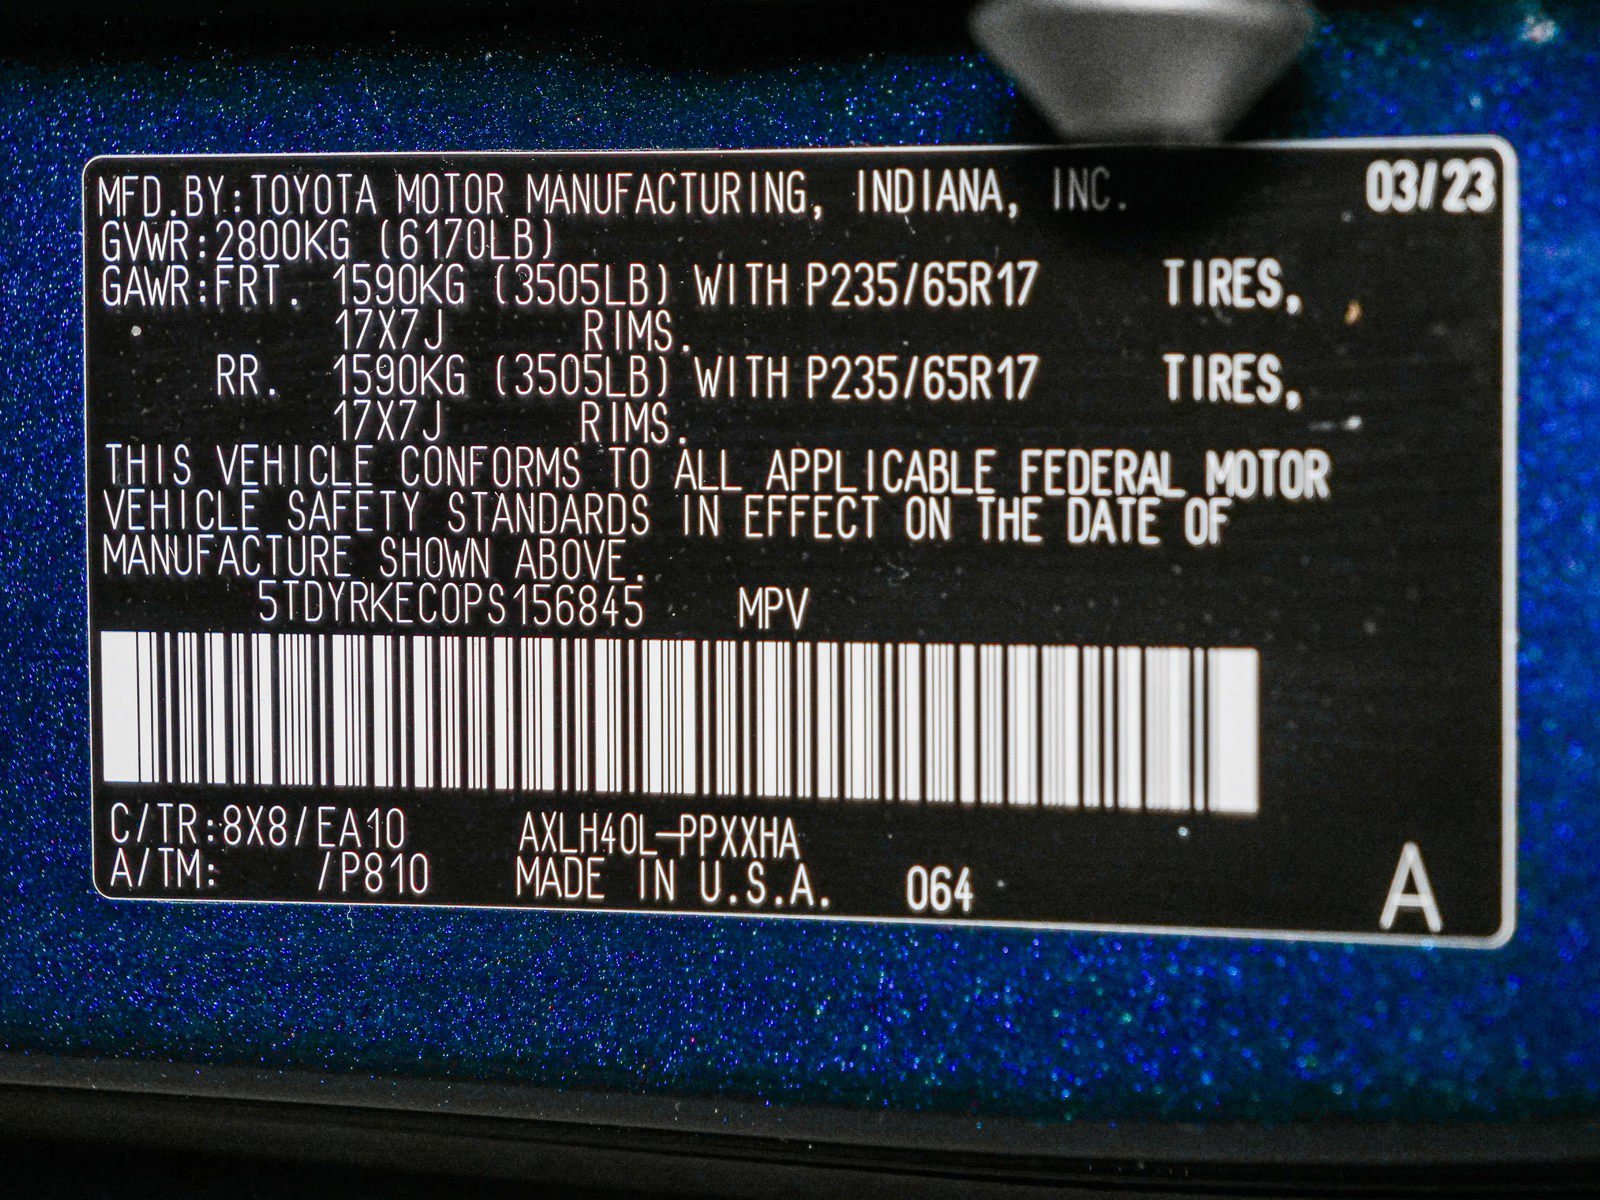 MFD.BY:TOYOTA MOTOR MANUFACTURING, INDIANA, INC. 03/23
GVWR:2800KG (6170LB)
GAWR:FRT. 1590KG (3505LB) WITH P235/65R17 TIRES,
17X7J RIMS.
RR. 1590KG (3505LB) WITH P235/65R17 TIRES,
17X7J RIMS.
THIS VEHICLE CONFORMS TO ALL APPLICABLE FEDERAL MOTOR
VEHICLE SAFETY STANDARDS IN EFFECT ON THE DATE OF
MANUFACTURE SHOWN ABOVE.
5TDYRKEC0PS156845 MPV
C/TR:8X8/EA10 AXLH40L-PPXXHA
A/TM: /P810 MADE IN U.S.A. 064 A